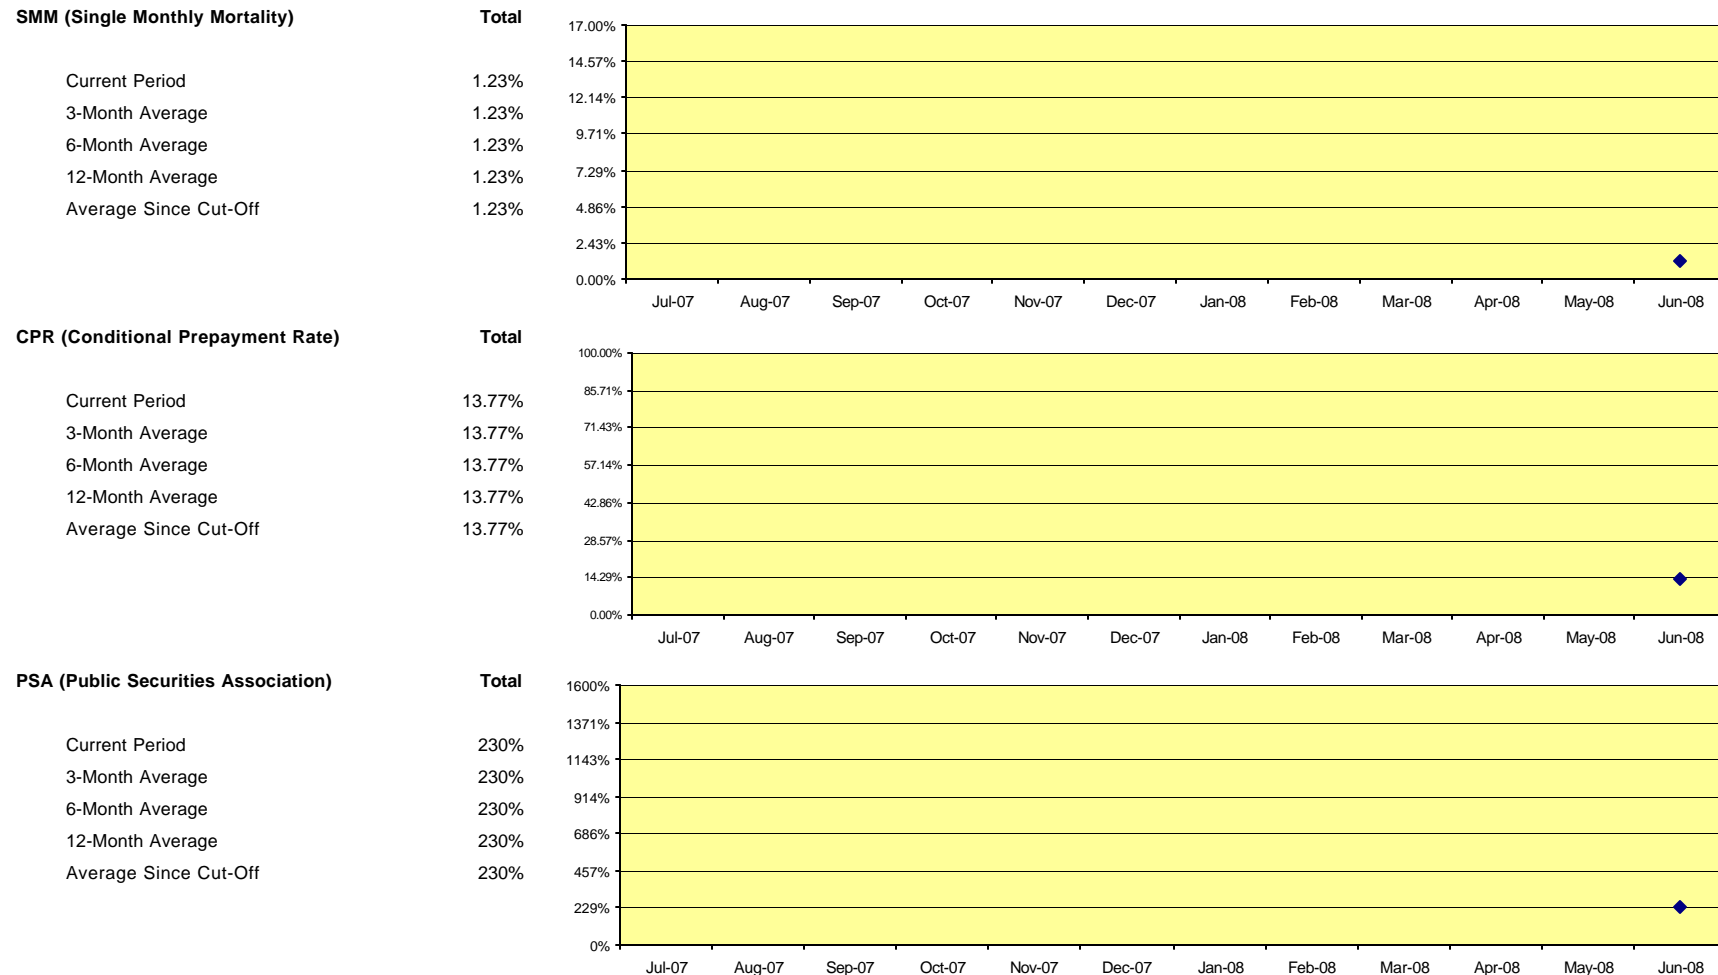 SMM (Single Monthly Mortality) Total
Current Period 1.23%
3-Month Average 1.23%
6-Month Average 1.23%
12-Month Average 1.23%
Average Since Cut-Off 1.23%
17.00%
14.57%
12.14%
9.71%
7.29%
4.86%
2.43%
0.00%
Jul-07 Aug-07 Sep-07 Oct-07 Nov-07 Dec-07 Jan-08 Feb-08 Mar-08 Apr-08 May-08 Jun-08
CPR (Conditional Prepayment Rate) Total
Current Period 13.77%
3-Month Average 13.77%
6-Month Average 13.77%
12-Month Average 13.77%
Average Since Cut-Off 13.77%
100.00%
85.71%
71.43%
57.14%
42.86%
28.57%
14.29%
0.00%
Jul-07 Aug-07 Sep-07 Oct-07 Nov-07 Dec-07 Jan-08 Feb-08 Mar-08 Apr-08 May-08 Jun-08
PSA (Public Securities Association) Total
Current Period 230%
3-Month Average 230%
6-Month Average 230%
12-Month Average 230%
Average Since Cut-Off 230%
1600%
1371%
1143%
914%
686%
457%
229%
0%
Jul-07 Aug-07 Sep-07 Oct-07 Nov-07 Dec-07 Jan-08 Feb-08 Mar-08 Apr-08 May-08 Jun-08